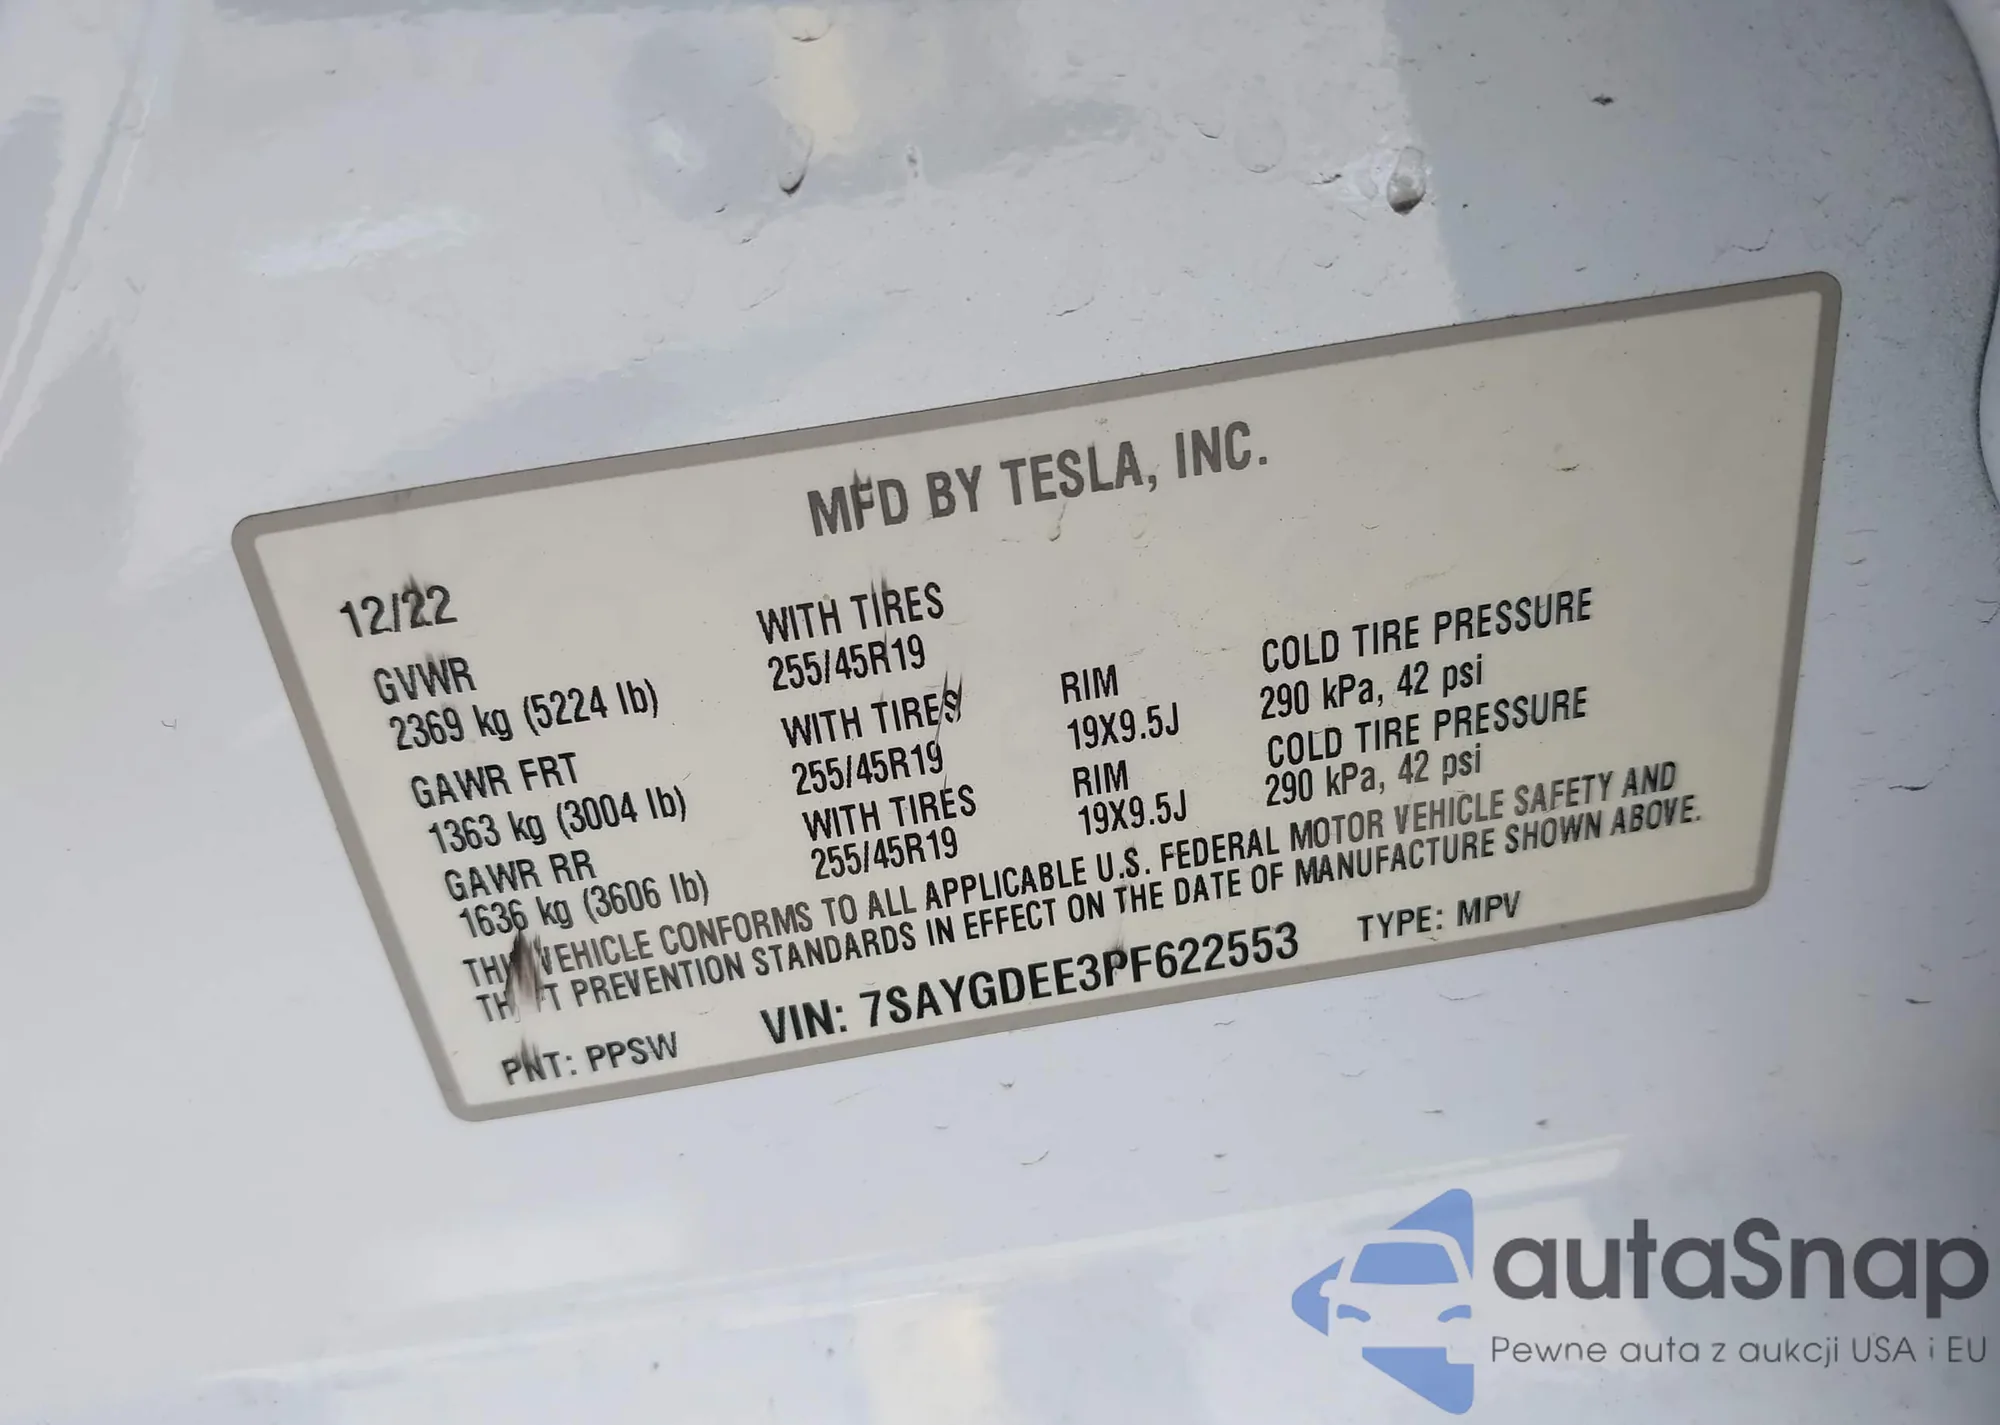 MFD BY TESLA, INC.
12/22
GVWR
2369 kg (5224 lb)
WITH TIRES
255/45R19
GAWR FRT
1363 kg (3004 lb)
WITH TIRES
255/45R19
RIM
19X9.5J
COLD TIRE PRESSURE
290 kPa, 42 psi
GAWR RR
1636 kg (3606 lb)
WITH TIRES
255/45R19
RIM
19X9.5J
COLD TIRE PRESSURE
290 kPa, 42 psi
THIS VEHICLE CONFORMS TO ALL APPLICABLE U.S. FEDERAL MOTOR VEHICLE SAFETY AND
THEFT PREVENTION STANDARDS IN EFFECT ON THE DATE OF MANUFACTURE SHOWN ABOVE.
PNT: PPSW
VIN: 7SAYGDEE3PF622553
TYPE: MPV
autaSnap
Pewne auta z aukcji USA i EU